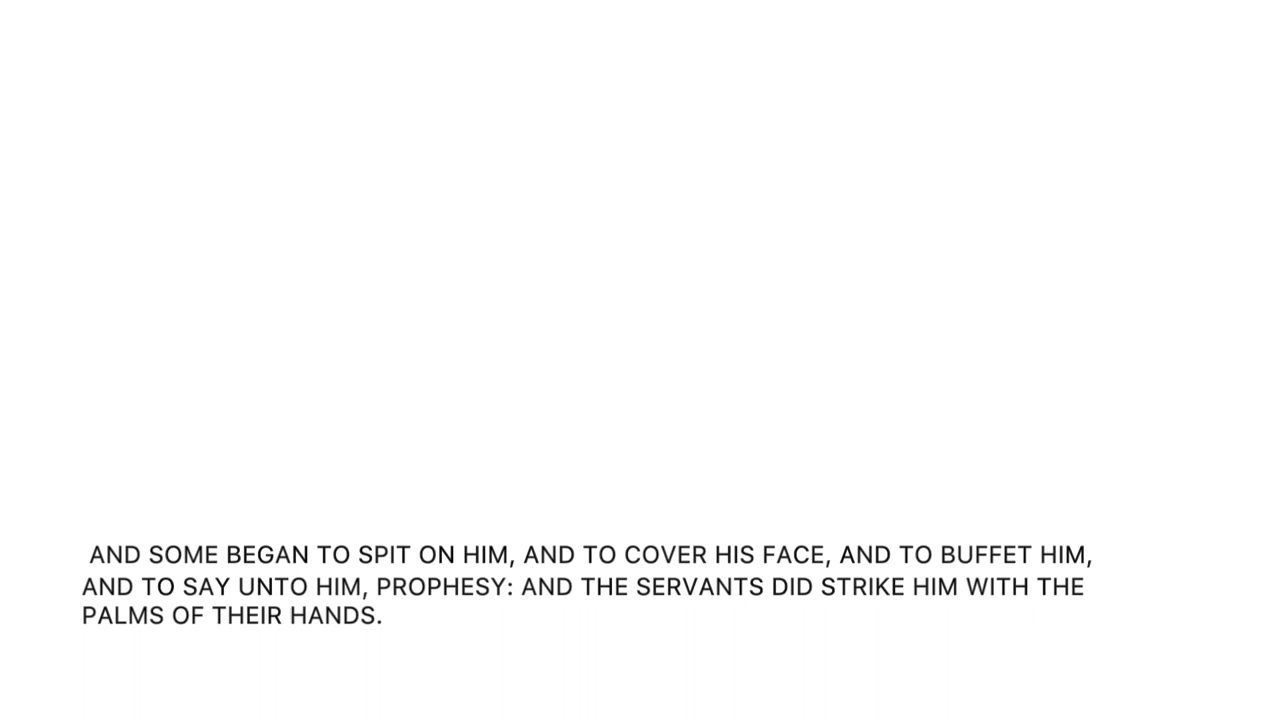 AND SOME BEGAN TO SPIT ON HIM, AND TO COVER HIS FACE, AND TO BUFFET HIM,
AND TO SAY UNTO HIM, PROPHESY: AND THE SERVANTS DID STRIKE HIM WITH THE
PALMS OF THEIR HANDS.